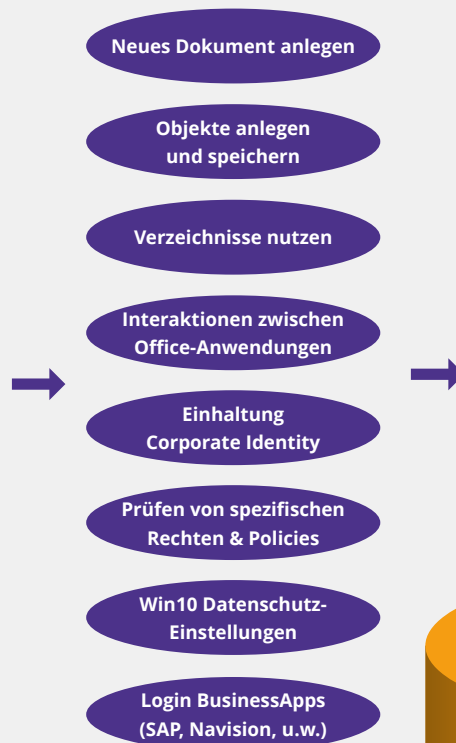 Neues Dokument anlegen
Objekte anlegen
und speichern
Verzeichnisse nutzen
Interaktionen zwischen
Office-Anwendungen
Einhaltung
Corporate Identity
Prüfen von spezifischen
Rechten & Policies
Win10 Datenschutz-
Einstellungen
Login BusinessApps
(SAP, Navision, u.w.)